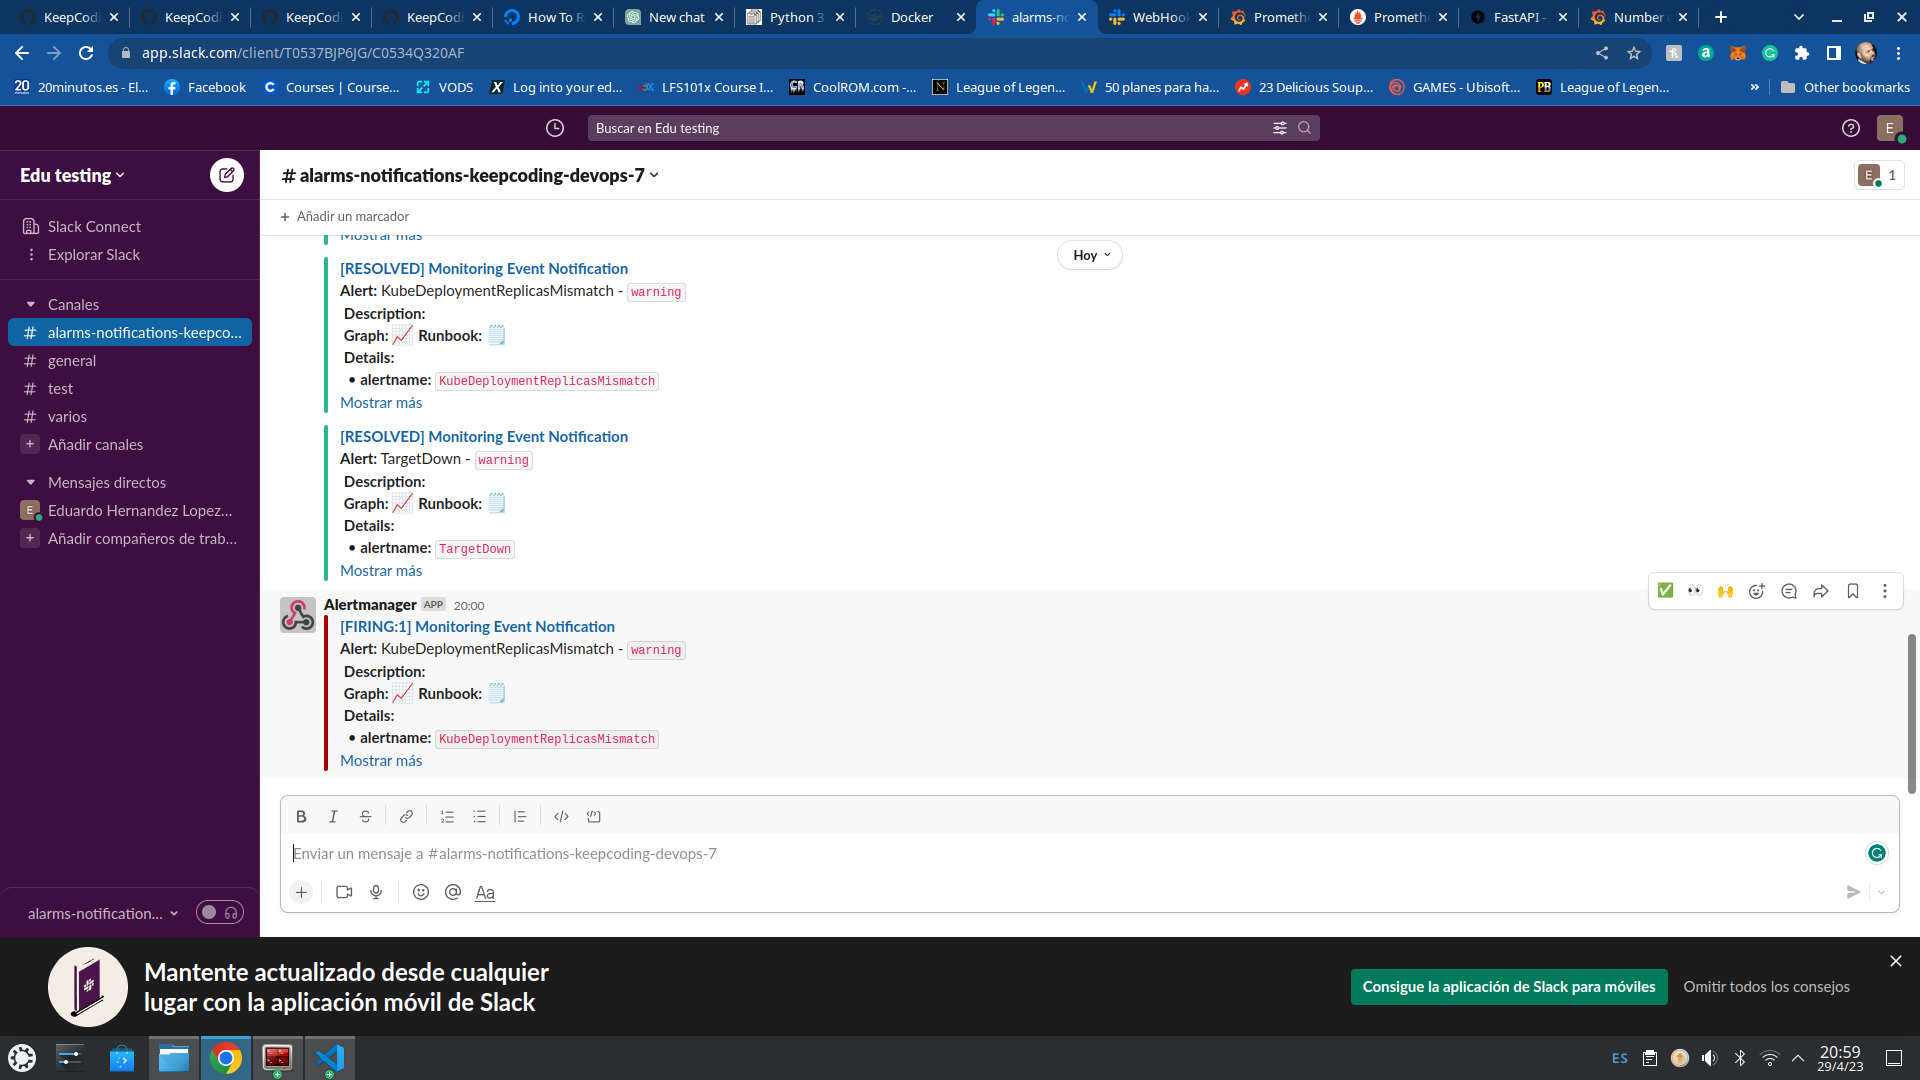 KeepCodi
KeepCodi
KeepCodi
KeepCodi
How To R
New chat
Python 3
Docker
alarms-no
WebHook
Prometh
Prometh
FastAPI -
Number
app.slack.com/client/T0537BJP6JG/C0534Q320AF
20minutos.es - El...
Facebook
Courses | Course...
VODS
Log into your ed...
LFS101x Course I...
CoolROM.com -...
League of Legen...
50 planes para ha...
23 Delicious Soup...
GAMES - Ubisoft...
League of Legen...
»
Other bookmarks
Buscar en Edu testing
E
Edu testing
# alarms-notifications-keepcoding-devops-7
E 1
+ Añadir un marcador
Slack Connect
Explorar Slack
Canales
# alarms-notifications-keepco...
# general
# test
# varios
+ Añadir canales
Mensajes directos
E Eduardo Hernandez Lopez...
+ Añadir compañeros de trab...
alarms-notification...
Mostrar más
Hoy
[RESOLVED] Monitoring Event Notification
Alert: KubeDeploymentReplicasMismatch - warning
Description:
Graph: 📈 Runbook: 🗒️
Details:
• alertname: KubeDeploymentReplicasMismatch
Mostrar más
[RESOLVED] Monitoring Event Notification
Alert: TargetDown - warning
Description:
Graph: 📈 Runbook: 🗒️
Details:
• alertname: TargetDown
Mostrar más
Alertmanager APP 20:00
[FIRING:1] Monitoring Event Notification
Alert: KubeDeploymentReplicasMismatch - warning
Description:
Graph: 📈 Runbook: 🗒️
Details:
• alertname: KubeDeploymentReplicasMismatch
Mostrar más
Enviar un mensaje a #alarms-notifications-keepcoding-devops-7
Aa
Mantente actualizado desde cualquier
lugar con la aplicación móvil de Slack
Consigue la aplicación de Slack para móviles
Omitir todos los consejos
ES
20:59
29/4/23